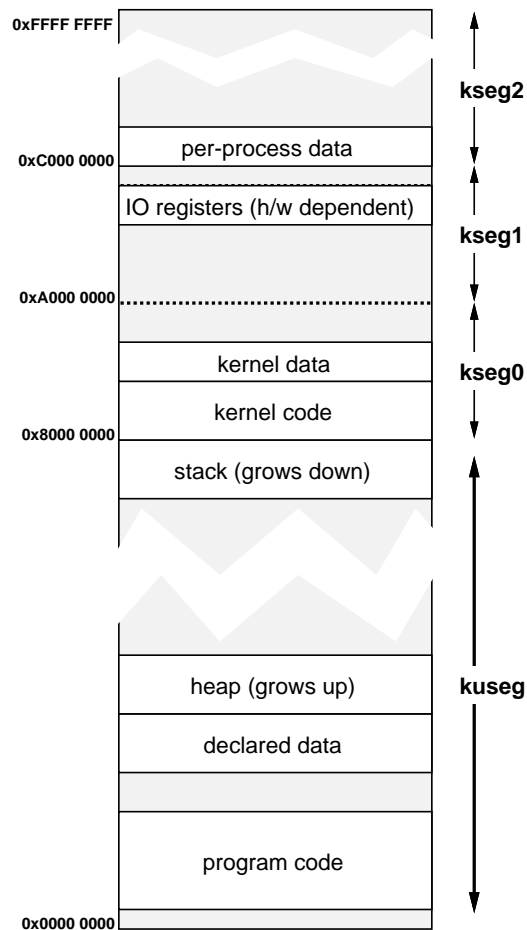 0xFFFF FFFF
kseg2
per-process data
0xC000 0000
IO registers (h/w dependent)
kseg1
0xA000 0000
kernel data
kseg0
kernel code
0x8000 0000
stack (grows down)
heap (grows up)
kuseg
declared data
program code
0x0000 0000